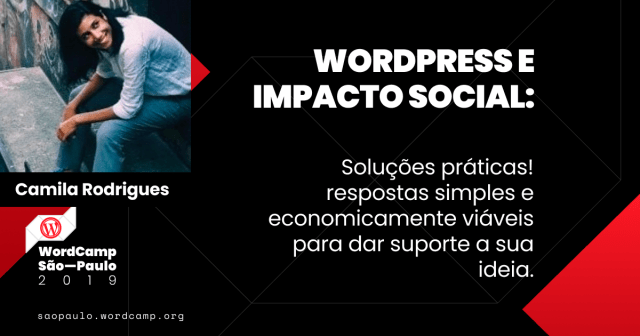 WORDPRESS E
IMPACTO SOCIAL:
Soluções práticas!
respostas simples e
economicamente viáveis
para dar suporte a sua
ideia.
Camila Rodrigues
WordCamp
São—Paulo
2019
saopaulo.wordcamp.org